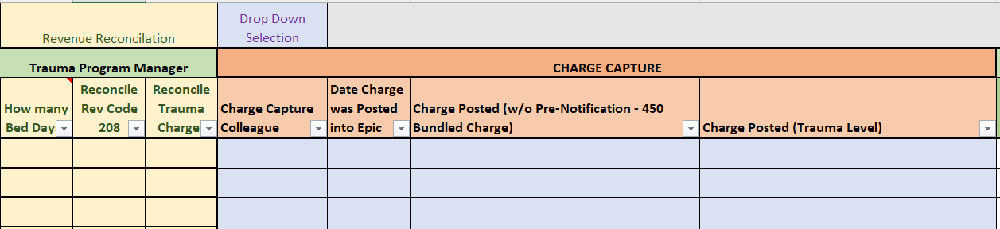 Revenue Reconcilation
Drop Down
Selection
Trauma Program Manager
CHARGE CAPTURE
How many
Bed Day
Reconcile
Rev Code
208
Reconcile
Trauma
Charge
Charge Capture
Colleague
Date Charge
was Posted
into Epic
Charge Posted (w/o Pre-Notification - 450
Bundled Charge)
Charge Posted (Trauma Level)